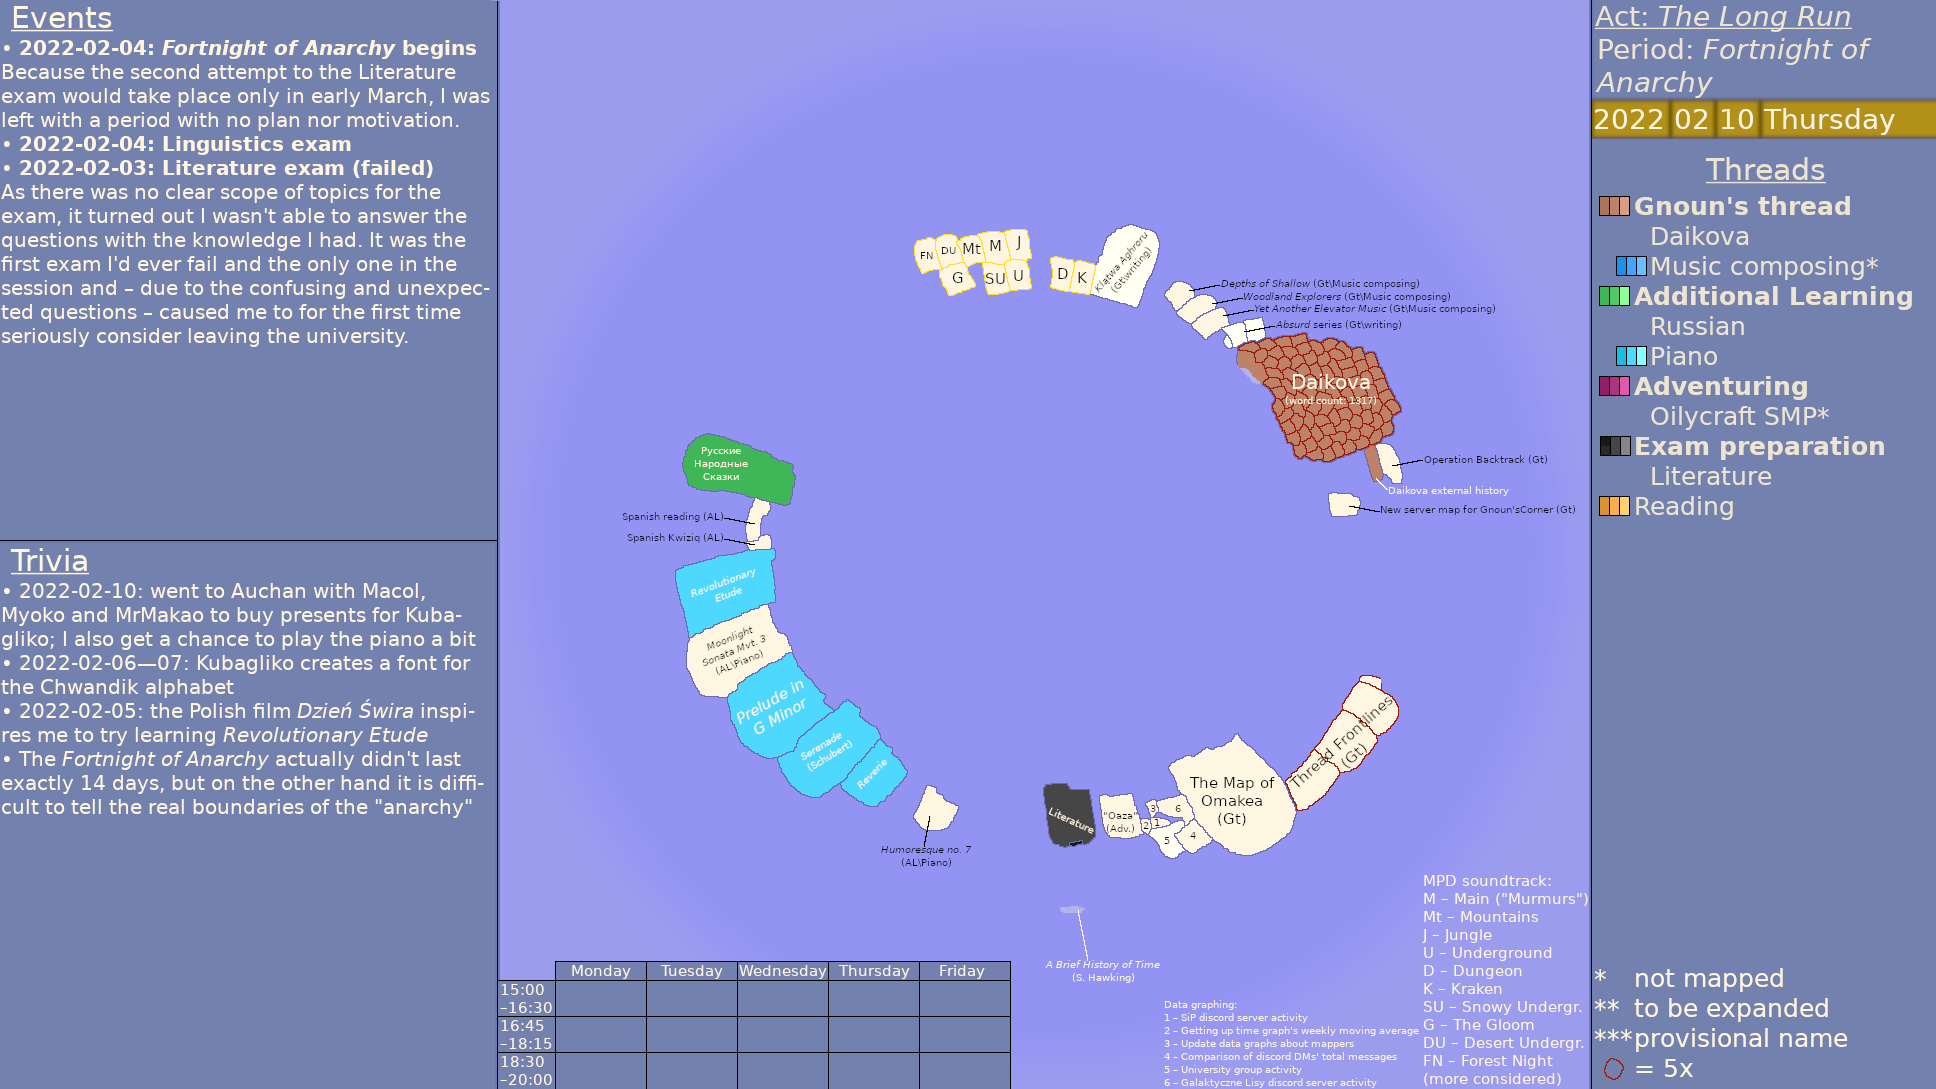 Events
• 2022-02-04: Fortnight of Anarchy begins
Because the second attempt to the Literature
exam would take place only in early March, I was
left with a period with no plan nor motivation.
• 2022-02-04: Linguistics exam
• 2022-02-03: Literature exam (failed)
As there was no clear scope of topics for the
exam, it turned out I wasn't able to answer the
questions with the knowledge I had. It was the
first exam I'd ever fail and the only one in the
session and – due to the confusing and unexpec-
ted questions – caused me to for the first time
seriously consider leaving the university.
Trivia
• 2022-02-10: went to Auchan with Macol,
Myoko and MrMakao to buy presents for Kuba-
gliko; I also get a chance to play the piano a bit
• 2022-02-06—07: Kubagliko creates a font for
the Chwandik alphabet
• 2022-02-05: the Polish film Dzień Świra inspi-
res me to try learning Revolutionary Etude
• The Fortnight of Anarchy actually didn't last
exactly 14 days, but on the other hand it is diffi-
cult to tell the real boundaries of the "anarchy"
FN
DU
Mt
M
J
G
SU
U
D
K
Klątwa Aghroru
(Gt\writing)
Depths of Shallow (Gt\Music composing)
Woodland Explorers (Gt\Music composing)
Yet Another Elevator Music (Gt\Music composing)
Absurd series (Gt\writing)
Daikova
(word count: 1317)
Operation Backtrack (Gt)
Daikova external history
New server map for Gnoun'sCorner (Gt)
Русские
Народные
Сказки
Spanish reading (AL)
Spanish Kwiziq (AL)
Revolutionary
Etude
Moonlight
Sonata Mvt. 3
(AL\Piano)
Prelude in
G Minor
Serenade
(Schubert)
Reverie
Humoresque no. 7
(AL\Piano)
Literature
"Oaza"
(Adv.)
3
6
2
1
5
4
The Map of
Omakea
(Gt)
Thread Frontlines
(Gt)
A Brief History of Time
(S. Hawking)
Monday
Tuesday
Wednesday
Thursday
Friday
15:00
–16:30
16:45
–18:15
18:30
–20:00
Data graphing:
1 – SiP discord server activity
2 – Getting up time graph's weekly moving average
3 – Update data graphs about mappers
4 – Comparison of discord DMs' total messages
5 – University group activity
6 – Galaktyczne Lisy discord server activity
MPD soundtrack:
M – Main ("Murmurs")
Mt – Mountains
J – Jungle
U – Underground
D – Dungeon
K – Kraken
SU – Snowy Undergr.
G – The Gloom
DU – Desert Undergr.
FN – Forest Night
(more considered)
Act: The Long Run
Period: Fortnight of
Anarchy
2022 02 10 Thursday
Threads
Gnoun's thread
Daikova
Music composing*
Additional Learning
Russian
Piano
Adventuring
Oilycraft SMP*
Exam preparation
Literature
Reading
* not mapped
** to be expanded
*** provisional name
= 5x